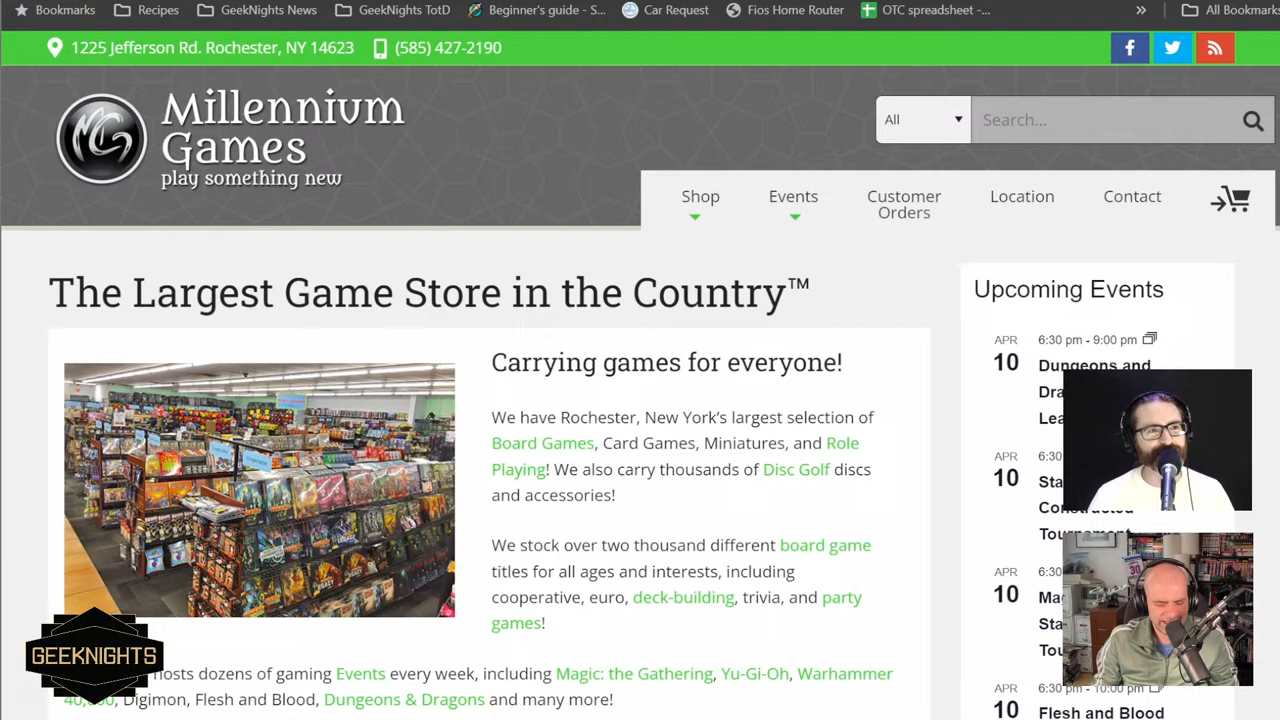 Bookmarks Recipes GeekNights News GeekNights TotD Beginner's guide - S... Car Request Fios Home Router OTC spreadsheet -... » All Bookmarks
1225 Jefferson Rd. Rochester, NY 14623 (585) 427-2190
Millennium
Games
play something new
All Search...
Shop Events Customer Orders Location Contact
The Largest Game Store in the Country™
Carrying games for everyone!
We have Rochester, New York's largest selection of
Board Games, Card Games, Miniatures, and Role
Playing! We also carry thousands of Disc Golf discs
and accessories!
We stock over two thousand different board game
titles for all ages and interests, including
cooperative, euro, deck-building, trivia, and party
games!
hosts dozens of gaming Events every week, including Magic: the Gathering, Yu-Gi-Oh, Warhammer
40,000, Digimon, Flesh and Blood, Dungeons & Dragons and many more!
GEEKNIGHTS
Upcoming Events
APR
10
6:30 pm - 9:00 pm
Dungeons and
Dra
Lea
APR
10
6:30
Sta
Constructed
Tournament
APR
10
6:30
Ma
Sta
Tou
APR
6:30 pm - 10:00 pm
Flesh and Blood